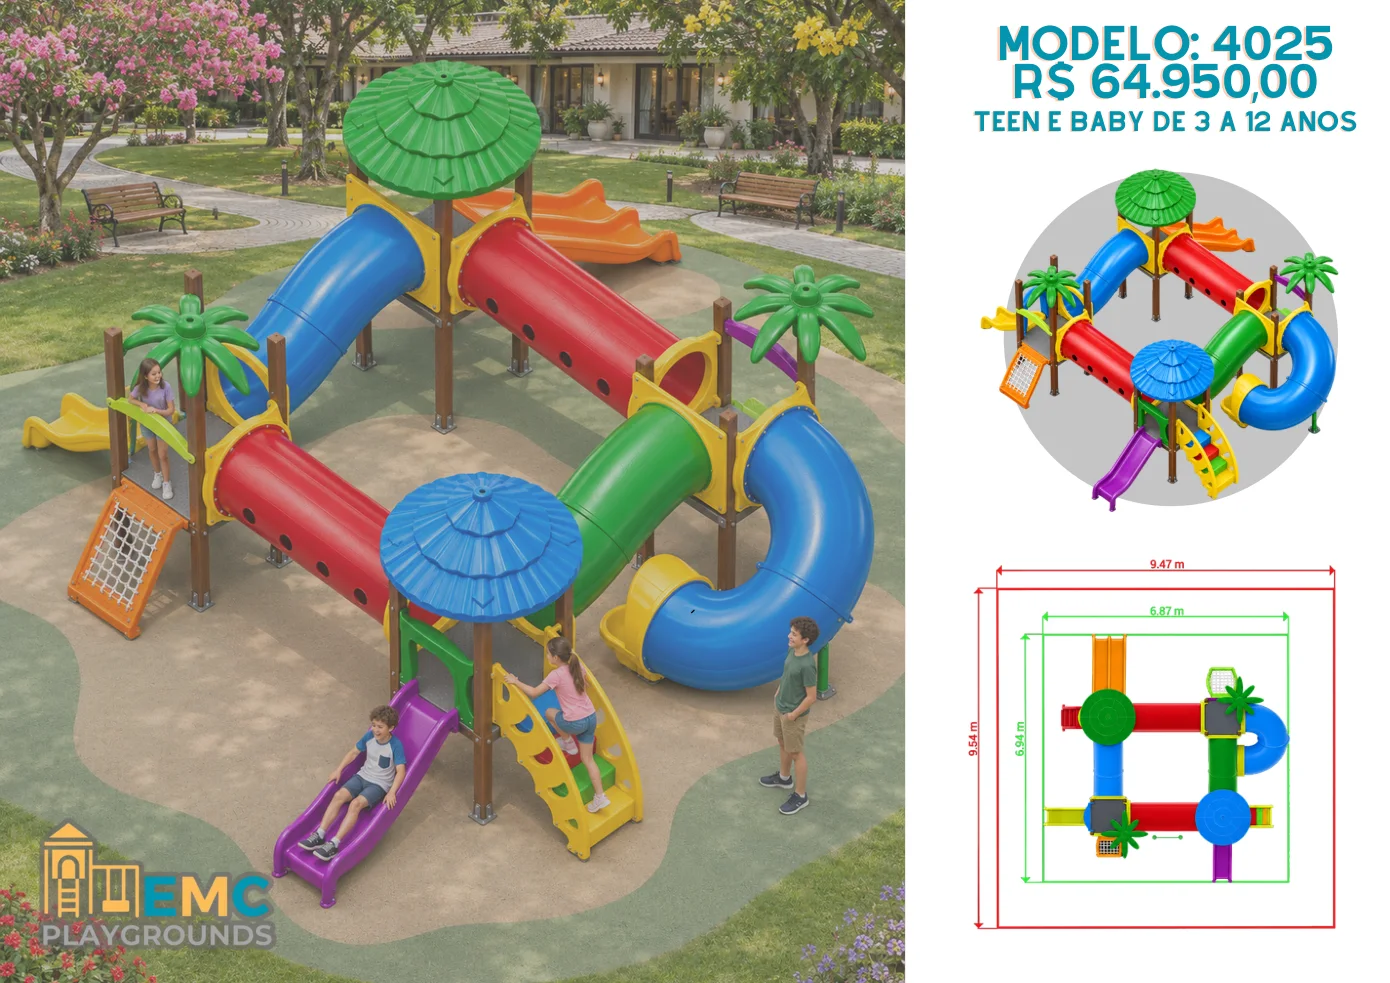 MODELO: 4025
R$ 64.950,00
TEEN E BABY DE 3 A 12 ANOS
9.47 m
6.87 m
9.54 m
6.94 m
EMC
PLAYGROUNDS